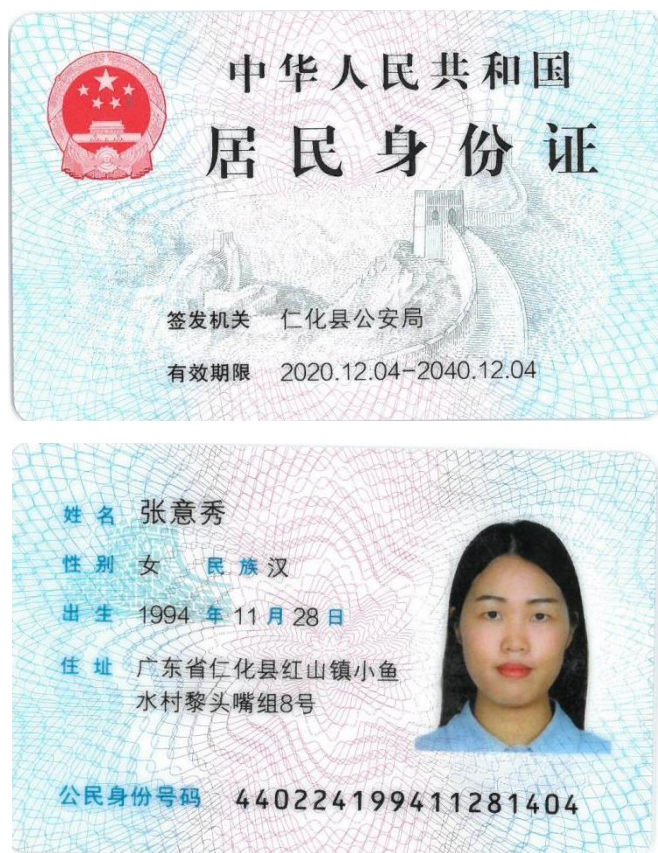 中华人民共和国
居民身份证
签发机关 仁化县公安局
有效期限 2020.12.04-2040.12.04
姓名 张意秀
性别 女 民族 汉
出生 1994 年 11 月 28 日
住址 广东省仁化县红山镇小鱼
水村黎头嘴组8号
公民身份号码 440224199411281404